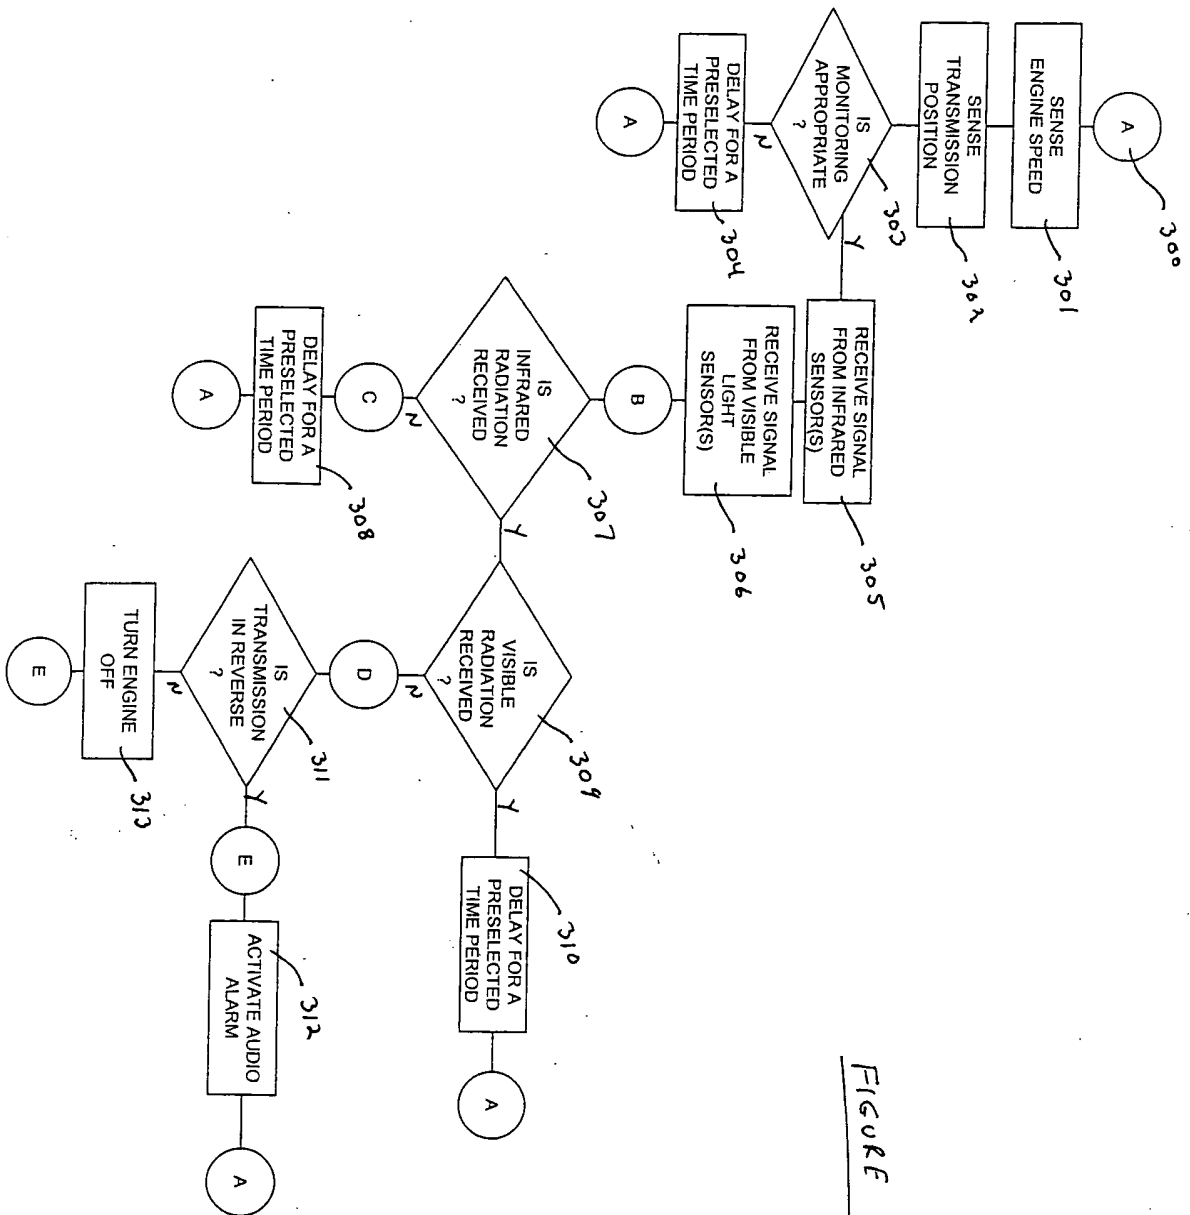 A
300
SENSE
ENGINE SPEED
301
SENSE
TRANSMISSION
POSITION
302
IS
MONITORING
APPROPRIATE
?
303
N
Y
DELAY FOR A
PRESELECTED
TIME PERIOD
304
A
RECEIVE SIGNAL
FROM INFRARED
SENSOR(S)
305
RECEIVE SIGNAL
FROM VISIBLE
LIGHT
SENSOR(S)
306
B
IS
INFRARED
RADIATION
RECEIVED
?
307
N
Y
C
DELAY FOR A
PRESELECTED
TIME PERIOD
308
A
IS
VISIBLE
RADIATION
RECEIVED
?
309
N
Y
DELAY FOR A
PRESELECTED
TIME PERIOD
310
A
D
IS
TRANSMISSION
IN REVERSE
?
311
N
Y
TURN ENGINE
OFF
313
E
E
ACTIVATE AUDIO
ALARM
312
A
FIGURE